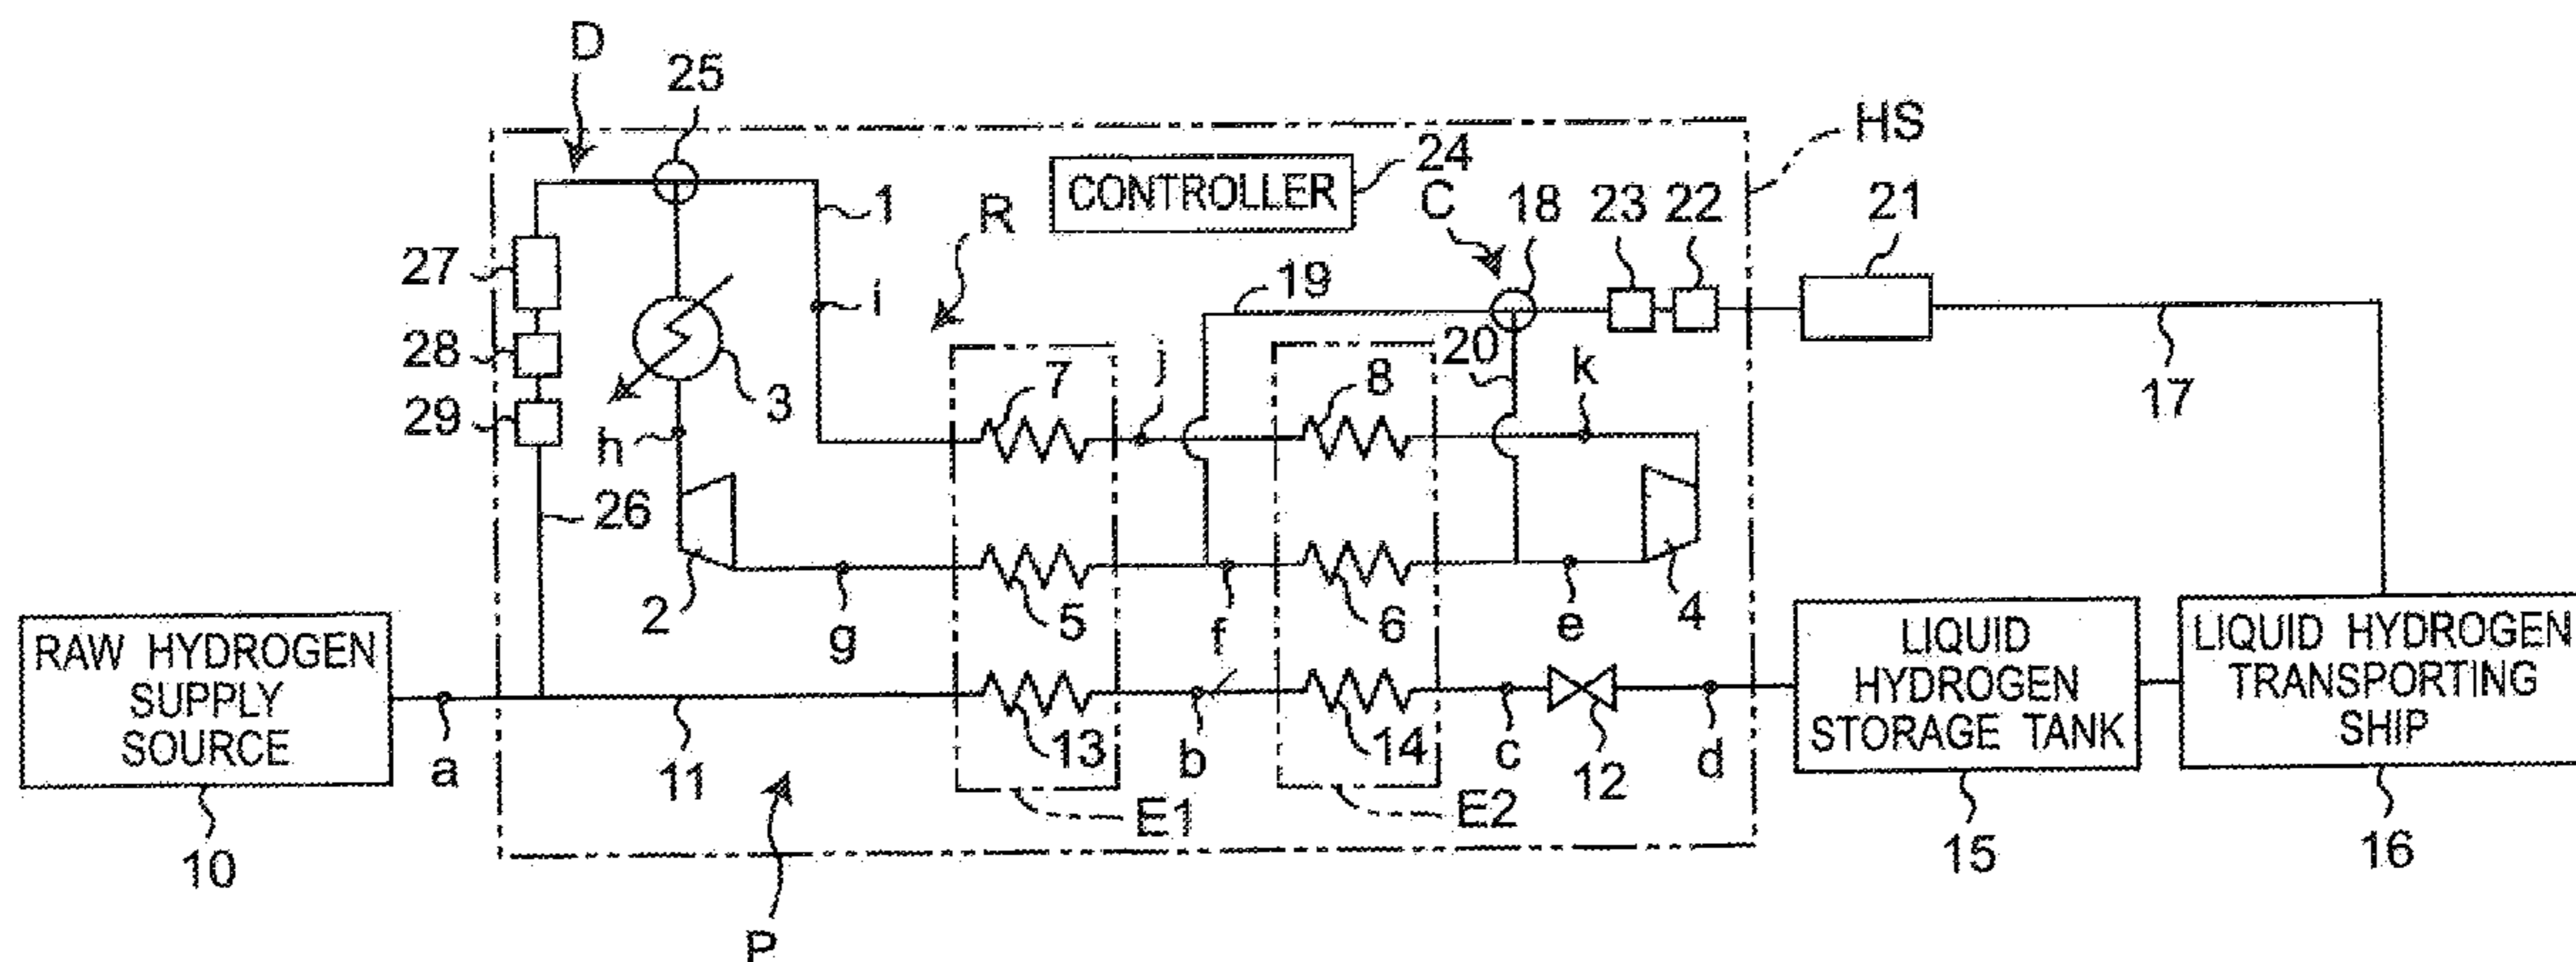 D
25
HS
CONTROLLER
24
1
R
C
18
23
22
21
27
i
19
28
3
7
j
20
8
k
17
29
h
26
2
g
5
f
6
e
4
RAW HYDROGEN
SUPPLY
SOURCE
a
11
13
b
14
c
12
d
LIQUID
HYDROGEN
STORAGE TANK
LIQUID HYDROGEN
TRANSPORTING
SHIP
10
E1
E2
15
16
P